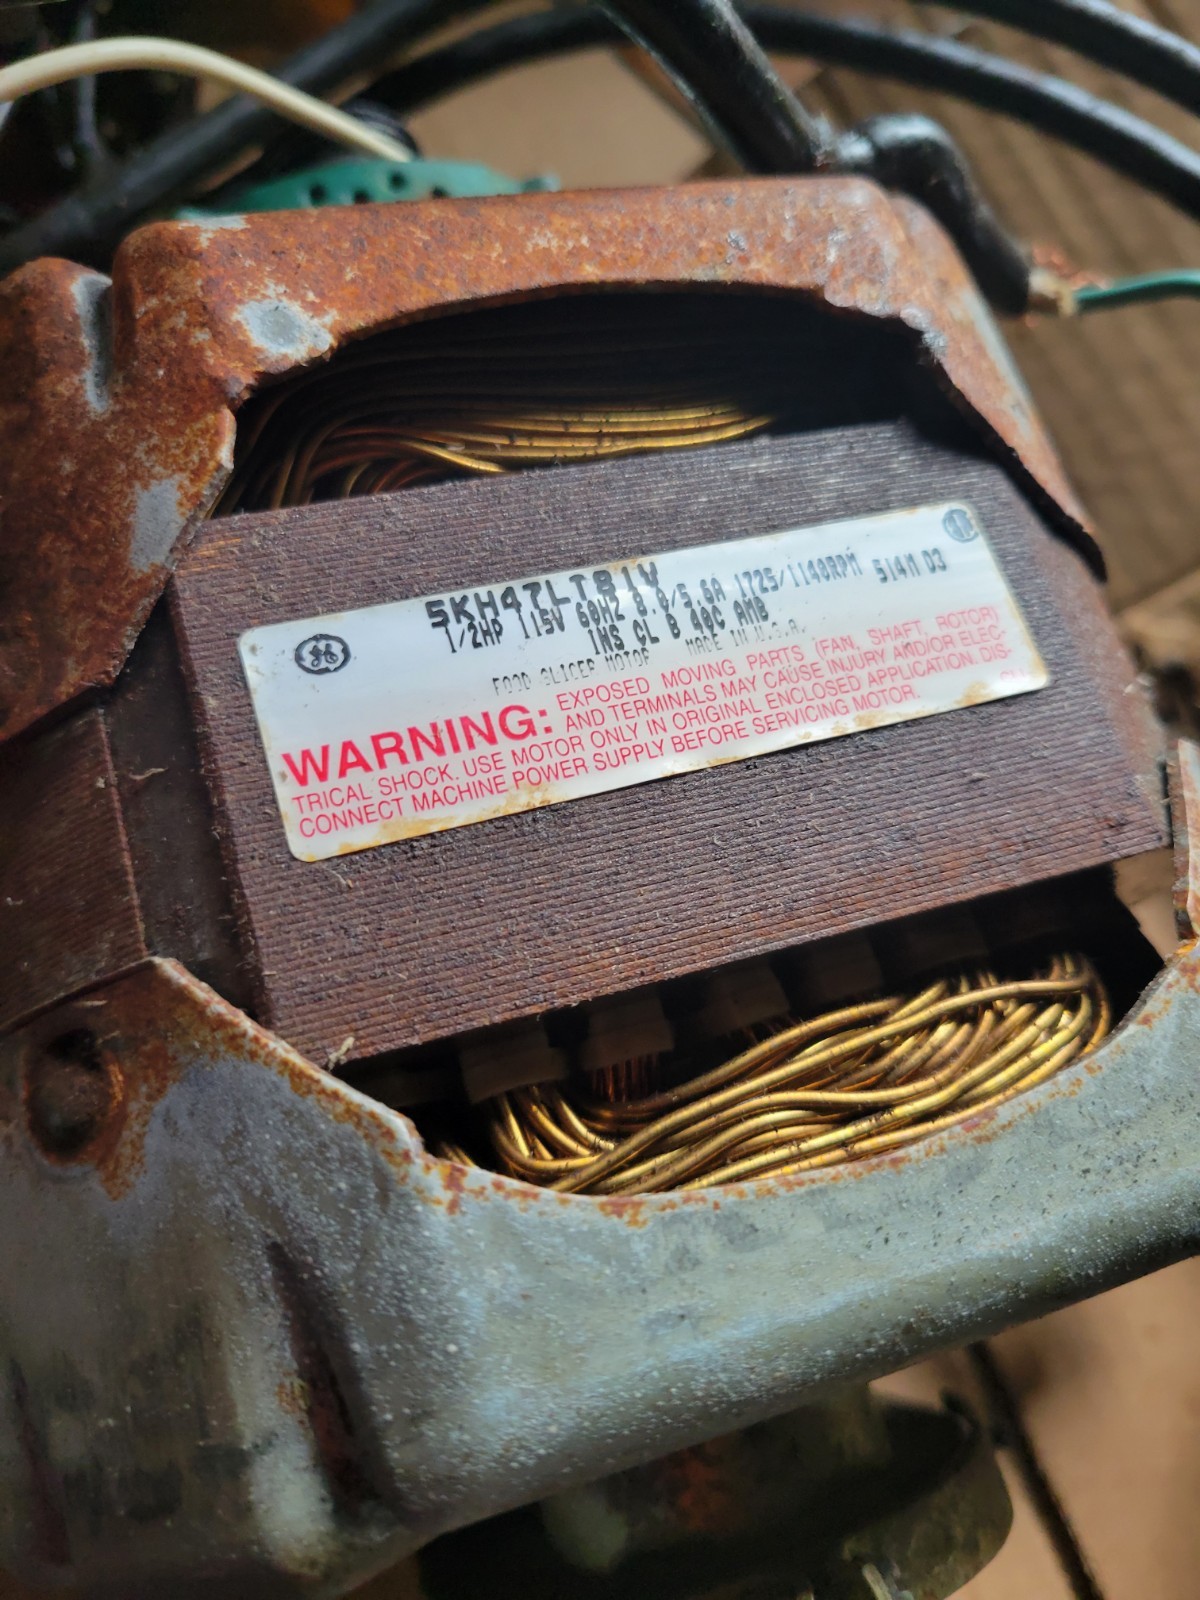 5KH47LT81V
1/2HP 115V 60HZ 8.0/5.6A 1725/1140RPM 514M D3
INS CL B 40C AMB
FOOD SLICER MOTOR MADE IN U.S.A.
WARNING: EXPOSED MOVING PARTS (FAN, SHAFT, ROTOR)
AND TERMINALS MAY CAUSE INJURY AND/OR ELEC-
TRICAL SHOCK. USE MOTOR ONLY IN ORIGINAL ENCLOSED APPLICATION. DIS-
CONNECT MACHINE POWER SUPPLY BEFORE SERVICING MOTOR.